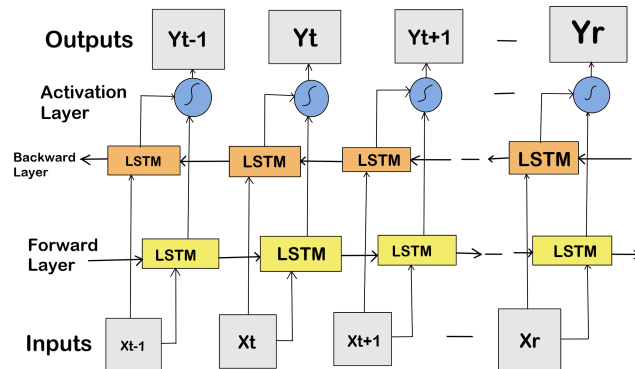 Outputs Yt-1 Yt Yt+1 Yr
Activation
Layer
Backward
Layer
LSTM LSTM LSTM LSTM
Forward
Layer
LSTM LSTM LSTM LSTM
Inputs Xt-1 Xt Xt+1 Xr